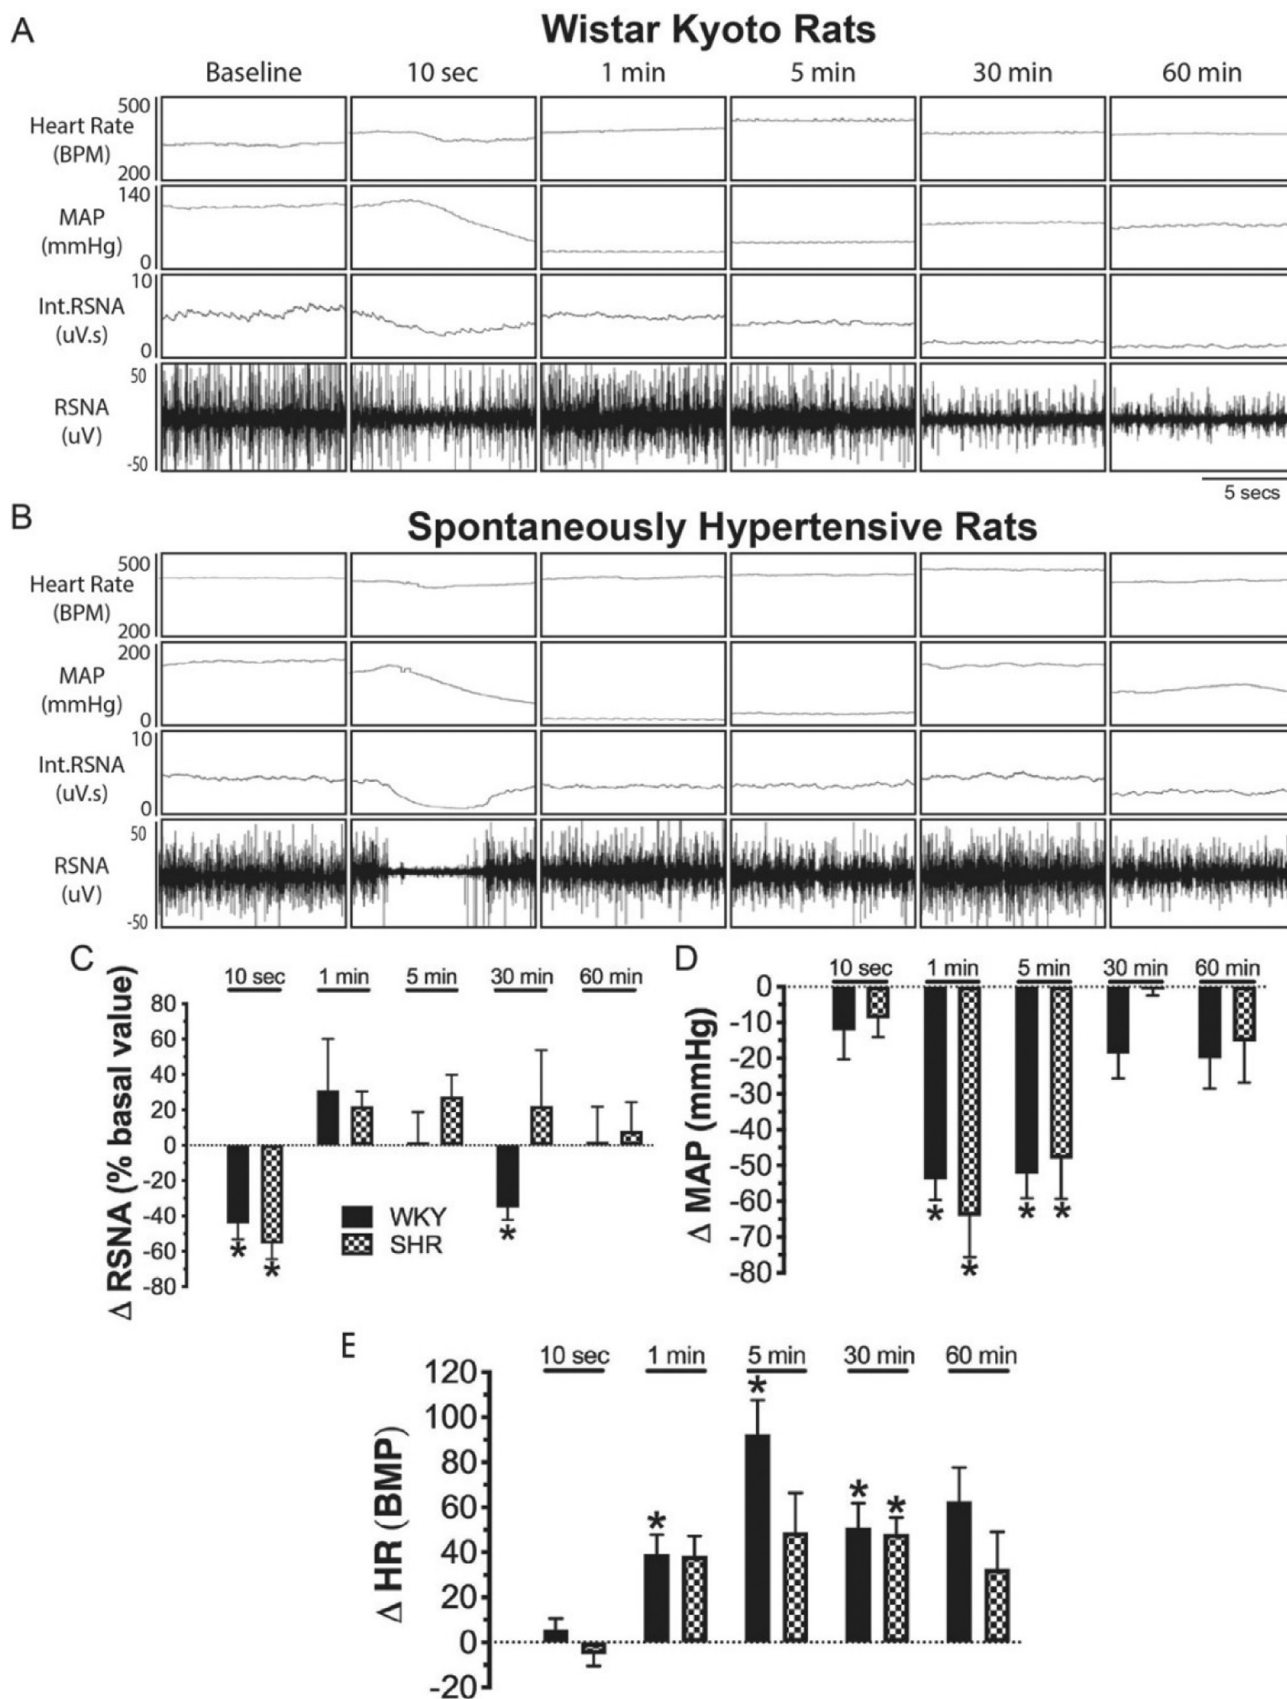 A
Wistar Kyoto Rats
Baseline 10 sec 1 min 5 min 30 min 60 min
500
Heart Rate
(BPM)
200
140
MAP
(mmHg)
0
10
Int.RSNA
(uV.s)
0
50
RSNA
(uV)
-50
5 secs
B
Spontaneously Hypertensive Rats
500
Heart Rate
(BPM)
200
200
MAP
(mmHg)
0
10
Int.RSNA
(uV.s)
0
50
RSNA
(uV)
-50
C
10 sec 1 min 5 min 30 min 60 min
Δ RSNA (% basal value)
80
60
40
20
0
-20
-40
-60
-80
* * *
WKY
SHR
D
10 sec 1 min 5 min 30 min 60 min
Δ MAP (mmHg)
0
-10
-20
-30
-40
-50
-60
-70
-80
* * * *
E
10 sec 1 min 5 min 30 min 60 min
Δ HR (BMP)
120
100
80
60
40
20
0
-20
* * * *